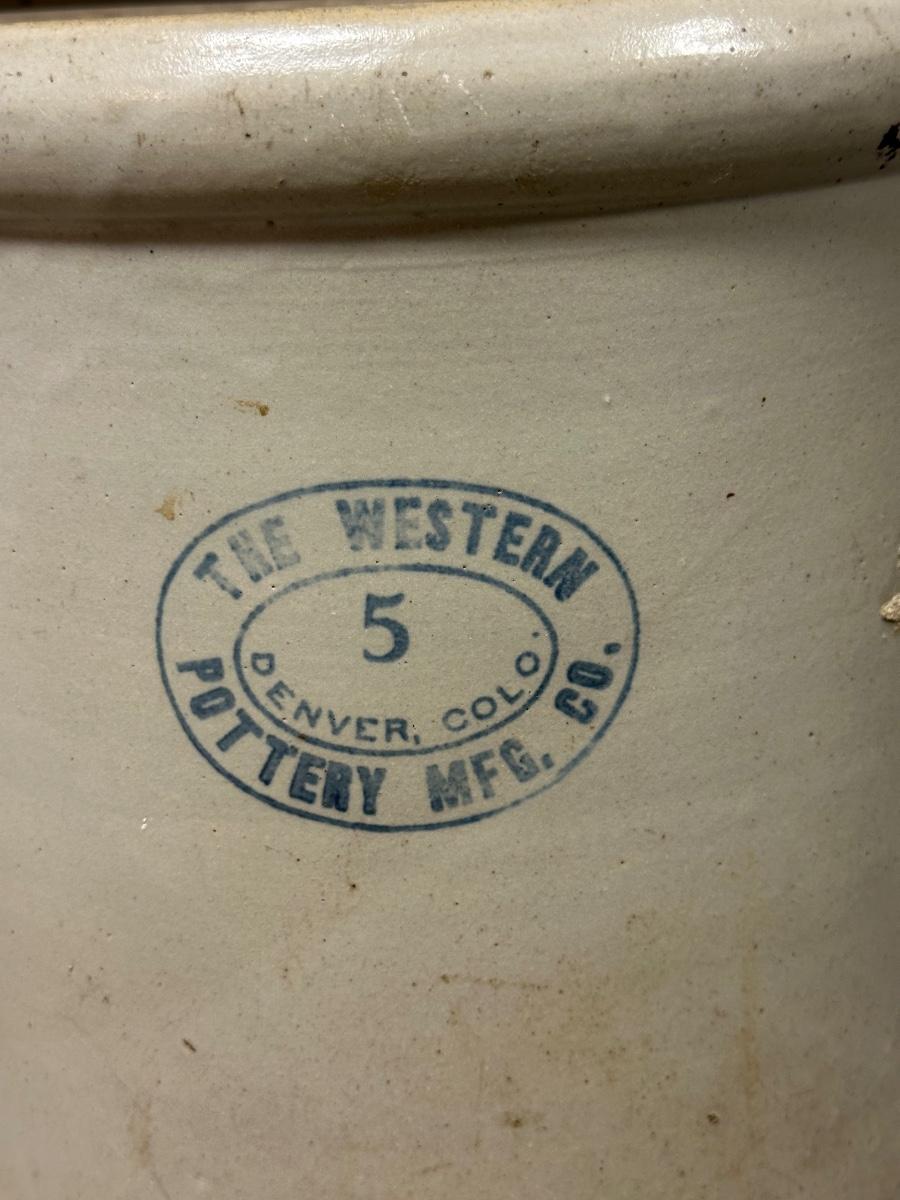 THE WESTERN
5
DENVER, COLO.
POTTERY MFG. CO.